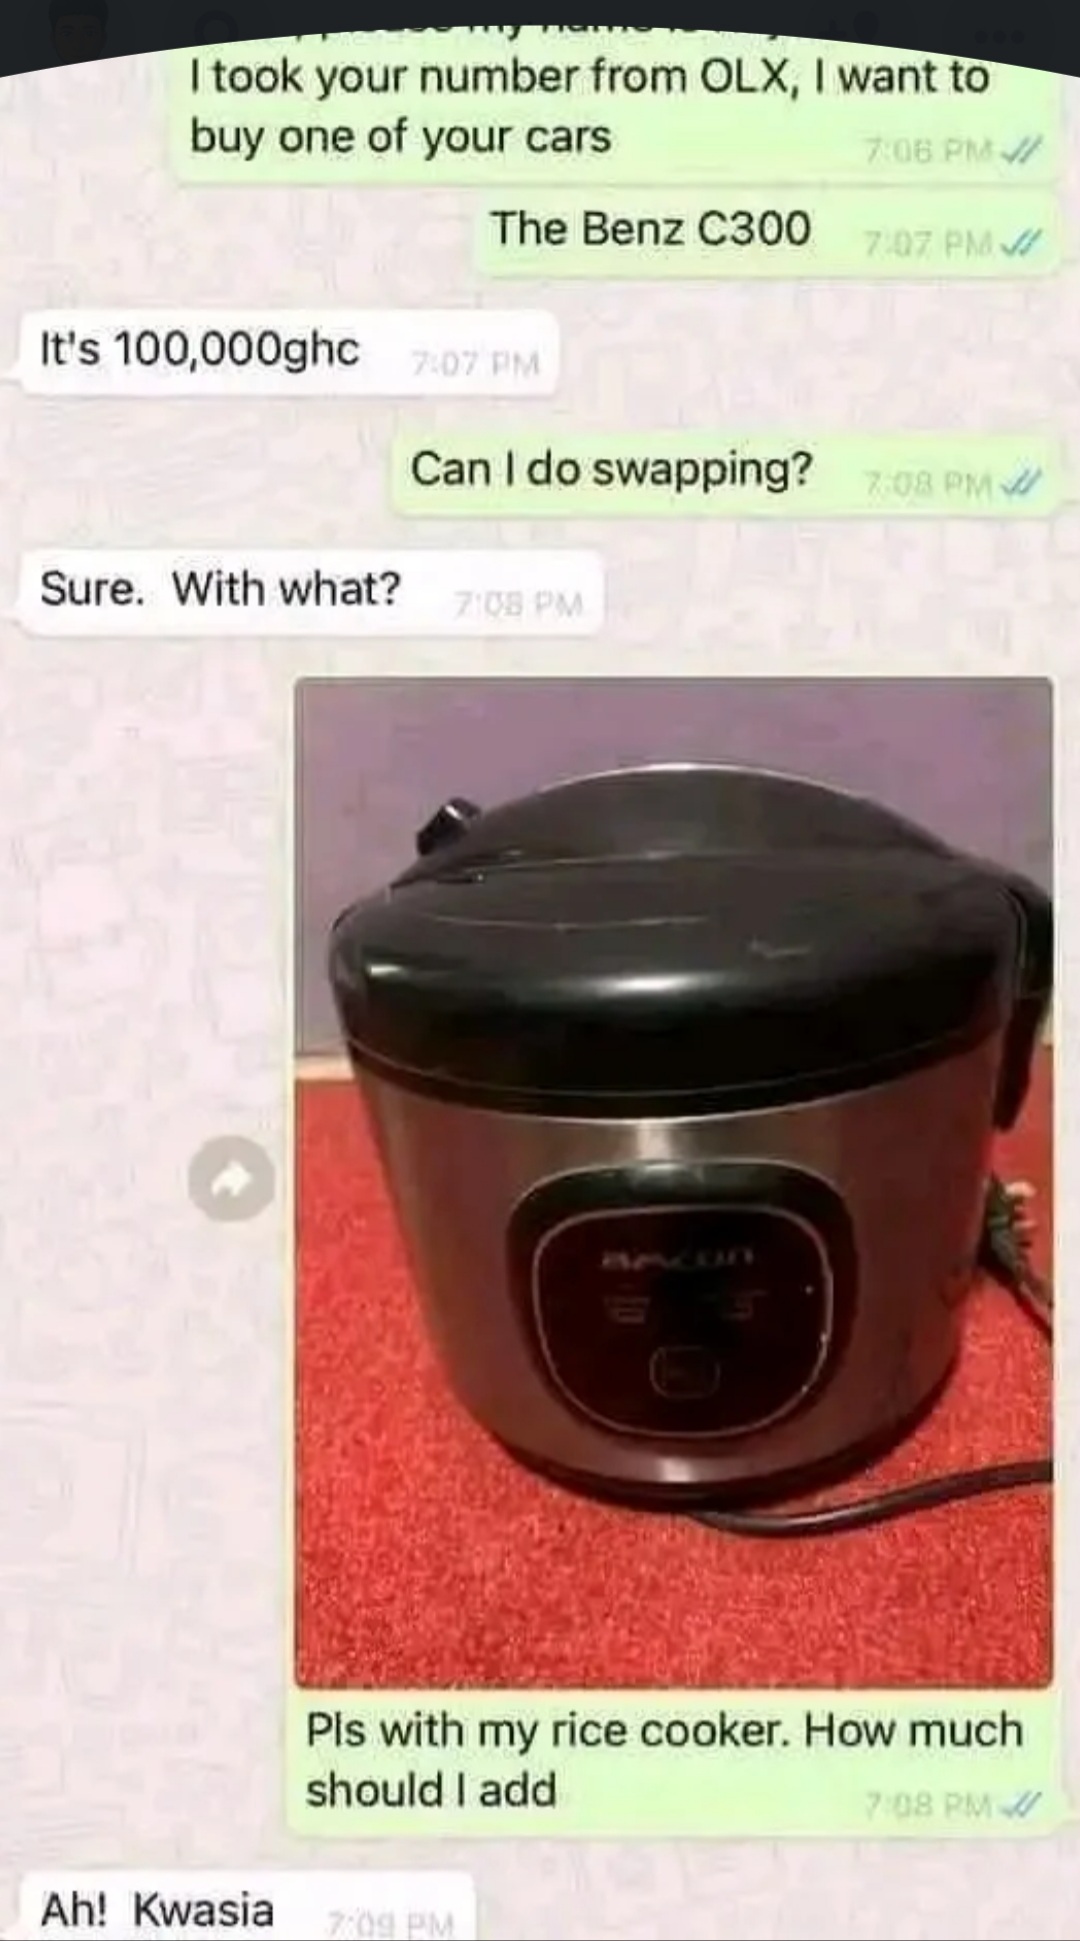 I took your number from OLX, I want to
buy one of your cars
7:06 PM
The Benz C300
7:07 PM
It's 100,000ghc
7:07 PM
Can I do swapping?
7:08 PM
Sure. With what?
7:08 PM
Pls with my rice cooker. How much
should I add
7:08 PM
Ah! Kwasia
7:09 PM